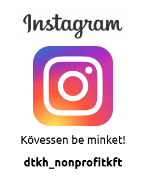 Instagram
Kövessen be minket!
dtkh_nonprofitkft